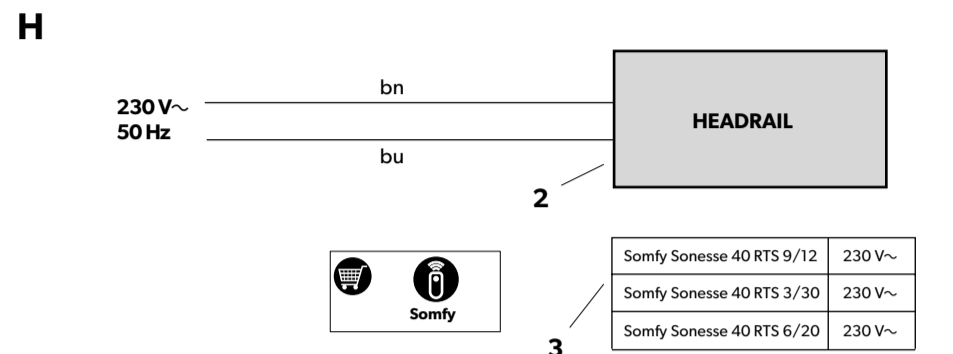 H
bn
230 V~
50 Hz
HEADRAIL
bu
2
Somfy Sonesse 40 RTS 9/12 230 V~
Somfy Sonesse 40 RTS 3/30 230 V~
Somfy
Somfy Sonesse 40 RTS 6/20 230 V~
3